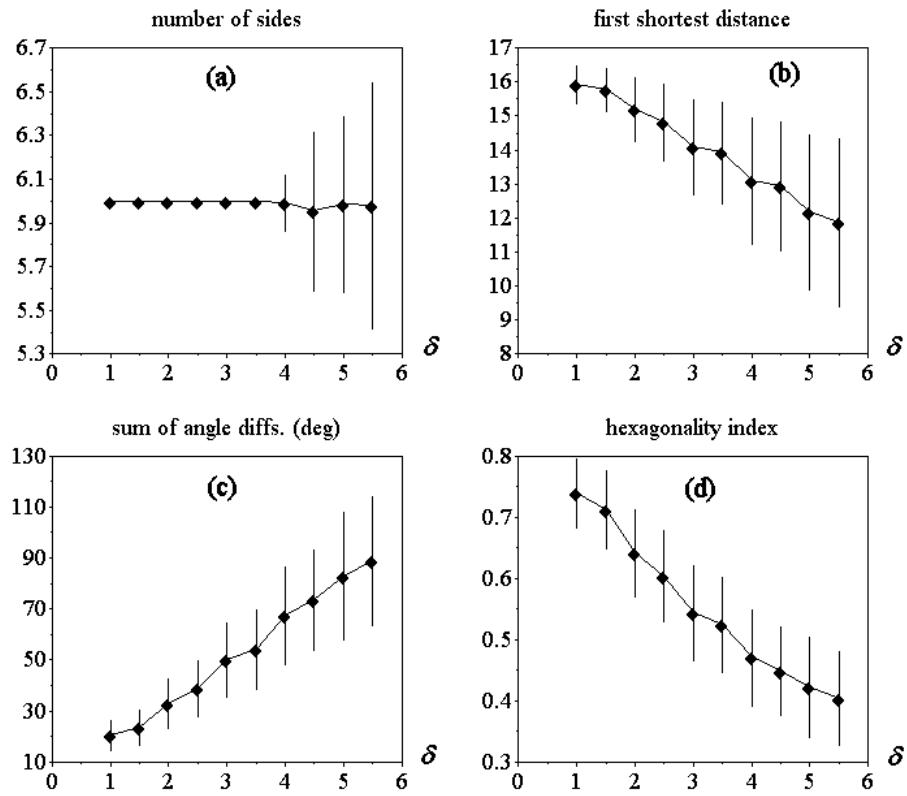 number of sides
6.7
6.5
6.3
6.1
5.9
5.7
5.5
5.3
(a)
0 1 2 3 4 5 6
δ
first shortest distance
17
16
15
14
13
12
11
10
9
8
(b)
0 1 2 3 4 5 6
δ
sum of angle diffs. (deg)
130
110
90
70
50
30
10
(c)
0 1 2 3 4 5 6
δ
hexagonality index
0.8
0.7
0.6
0.5
0.4
0.3
(d)
0 1 2 3 4 5 6
δ